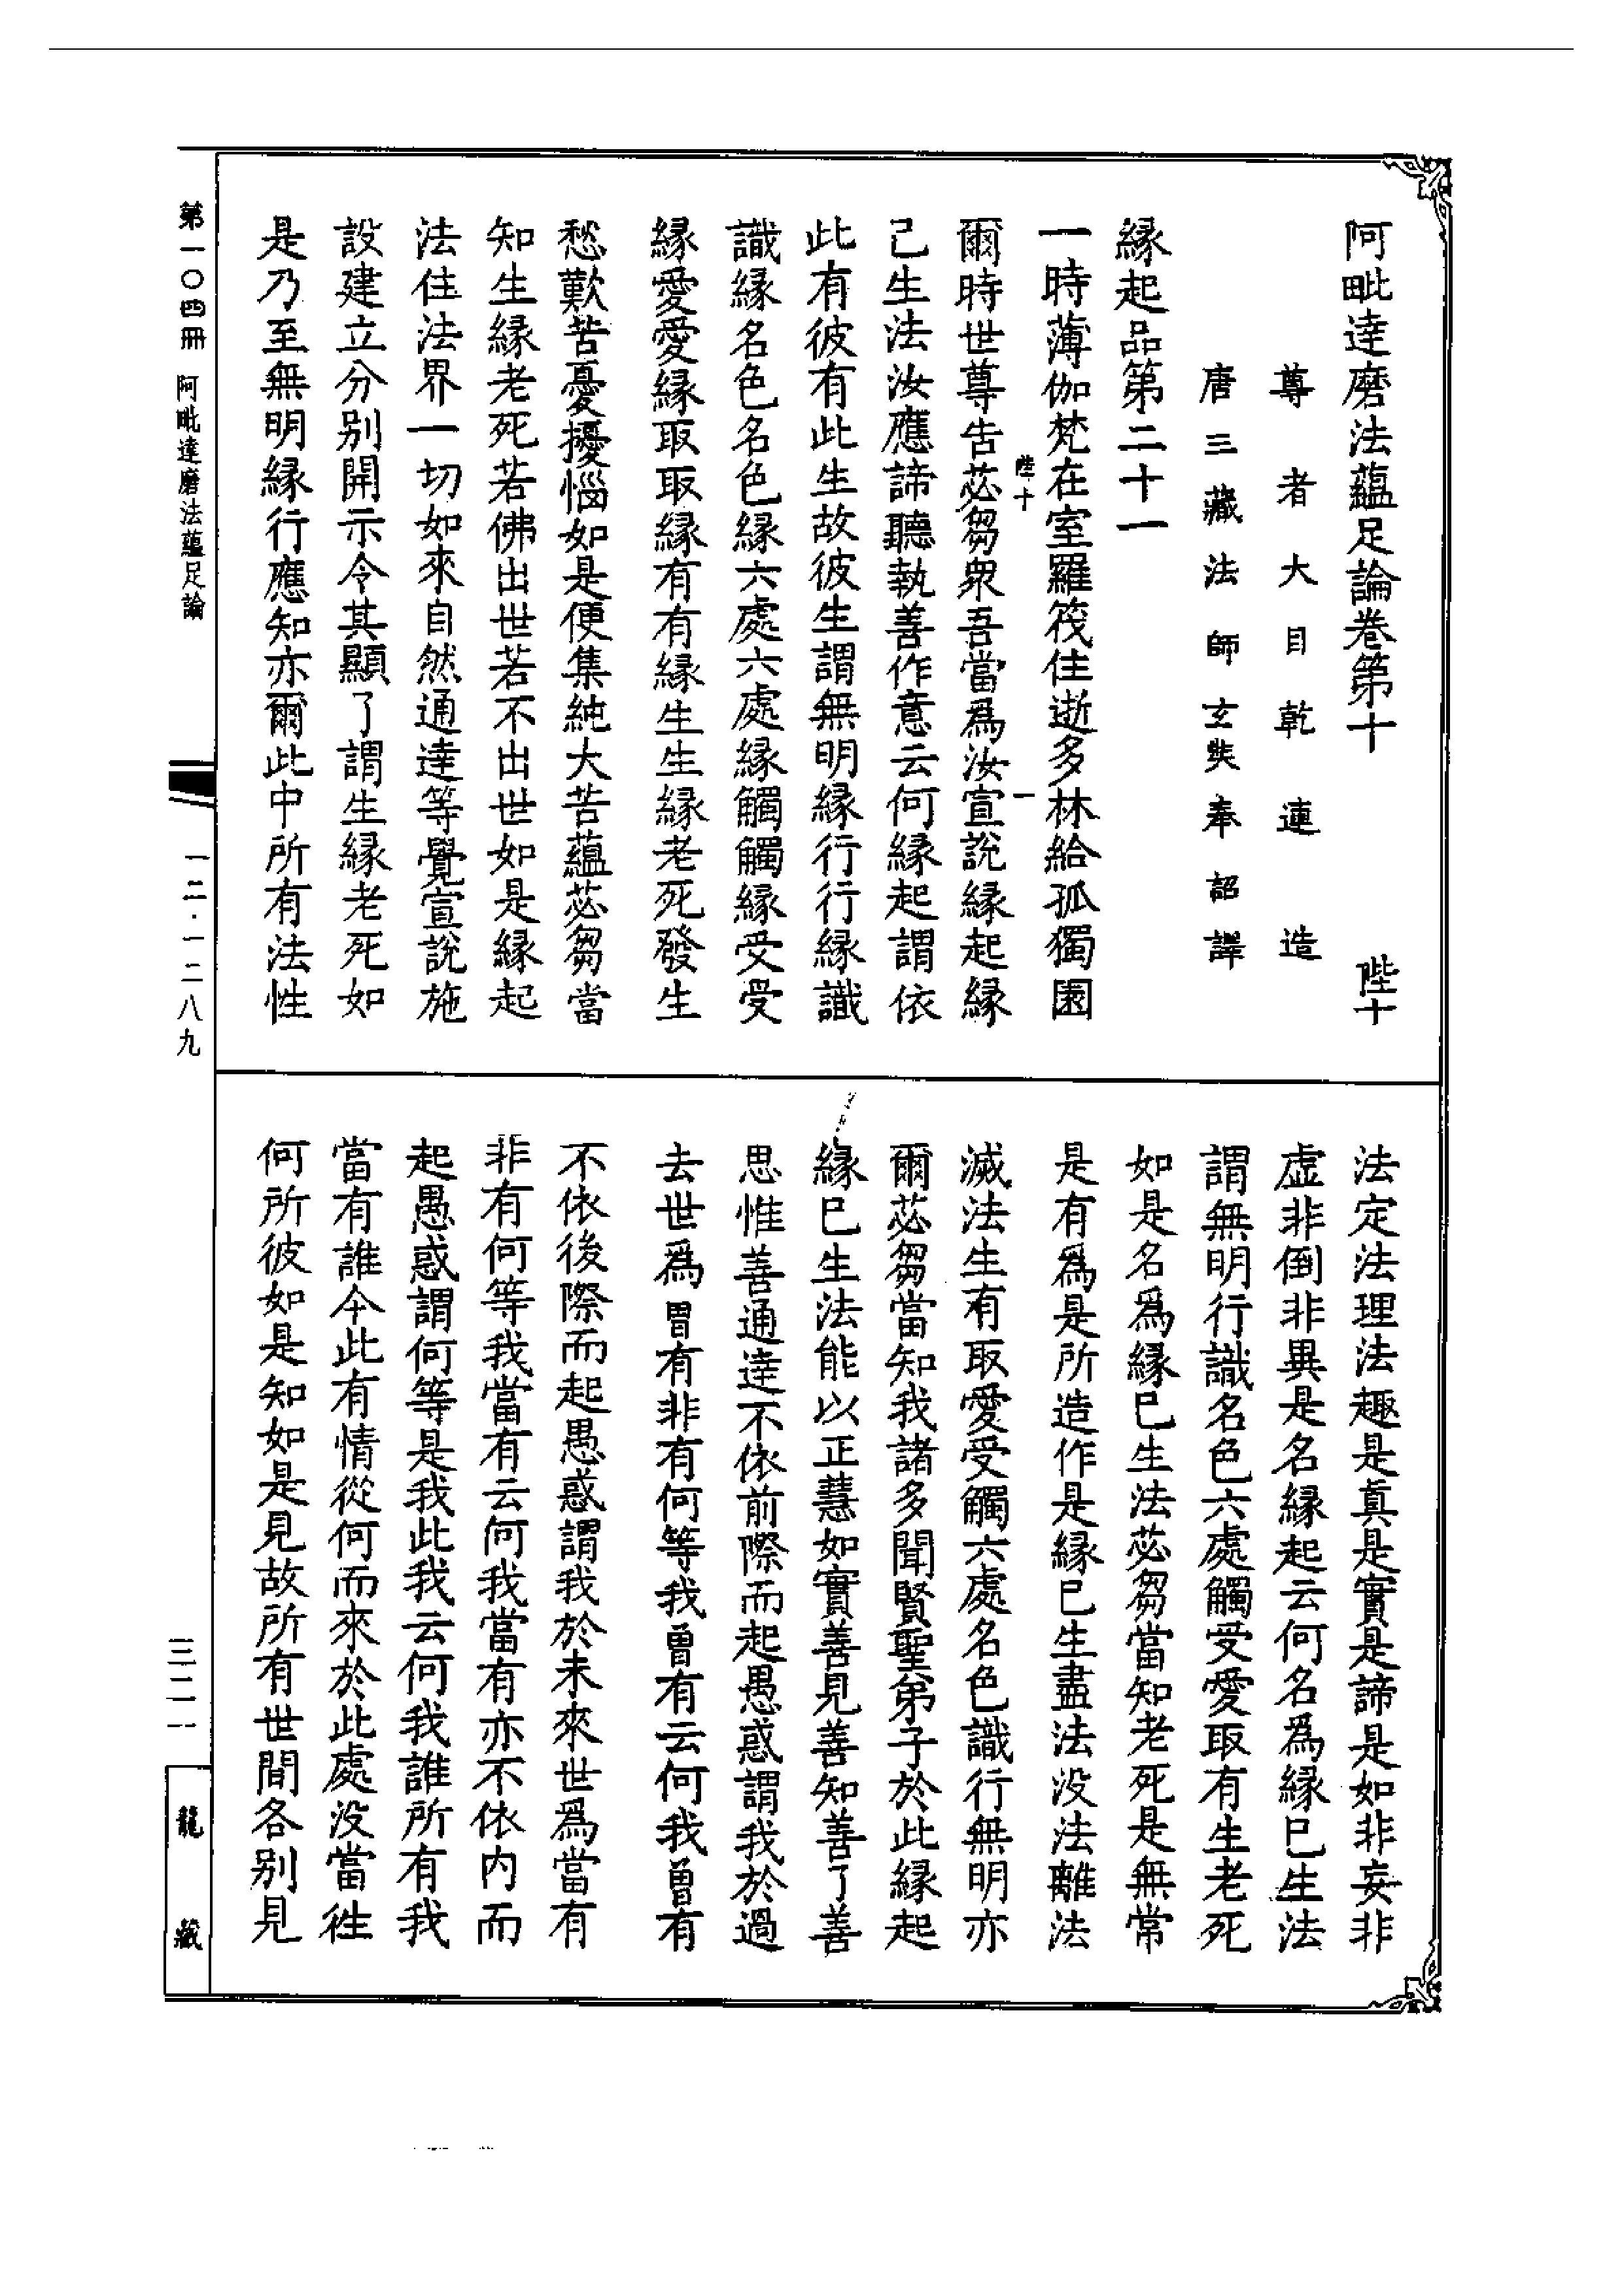 阿毗達磨法蘊足論卷第十 陛十
尊者大目乾連造
唐三藏法師玄奘奉詔譯
緣起品第二十一
一時薄伽梵在室羅筏住逝多林給孤獨園
陛十 一
爾時世尊告苾芻衆吾當爲汝宣說緣起緣
已生法汝應諦聽執善作意云何緣起謂依
此有彼有此生故彼生謂無明緣行行緣識
識緣名色名色緣六處六處緣觸觸緣受受
緣愛愛緣取取緣有有緣生生緣老死發生
愁歎苦憂擾惱如是便集純大苦蘊苾芻當
知生緣老死若佛出世若不出世如是緣起
法住法界一切如來自然通達等覺宣說施
設建立分別開示令其顯了謂生緣老死如
是乃至無明緣行應知亦爾此中所有法性
法定法理法趣是真是實是諦是如非妄非
虛非倒非異是名緣起云何名爲緣已生法
謂無明行識名色六處觸受愛取有生老死
如是名爲緣已生法苾芻當知老死是無常
是有爲是所造作是緣已生盡法沒法離法
滅法生有取愛受觸六處名色識行無明亦
爾苾芻當知我諸多聞賢聖弟子於此緣起
緣已生法能以正慧如實善見善知善了善
思惟善通達不依前際而起愚惑謂我於過
去世爲曾有非有何等我曾有云何我曾有
不依後際而起愚惑謂我於未來世爲當有
非有何等我當有云何我當有亦不依內而
起愚惑謂何等是我此我云何我誰所有我
當有誰今此有情從何而來於此處沒當往
何所彼如是知如是見故所有世間各別見
第一〇四冊 阿毗達磨法蘊足論
一二·一二八九
三二一
龍藏